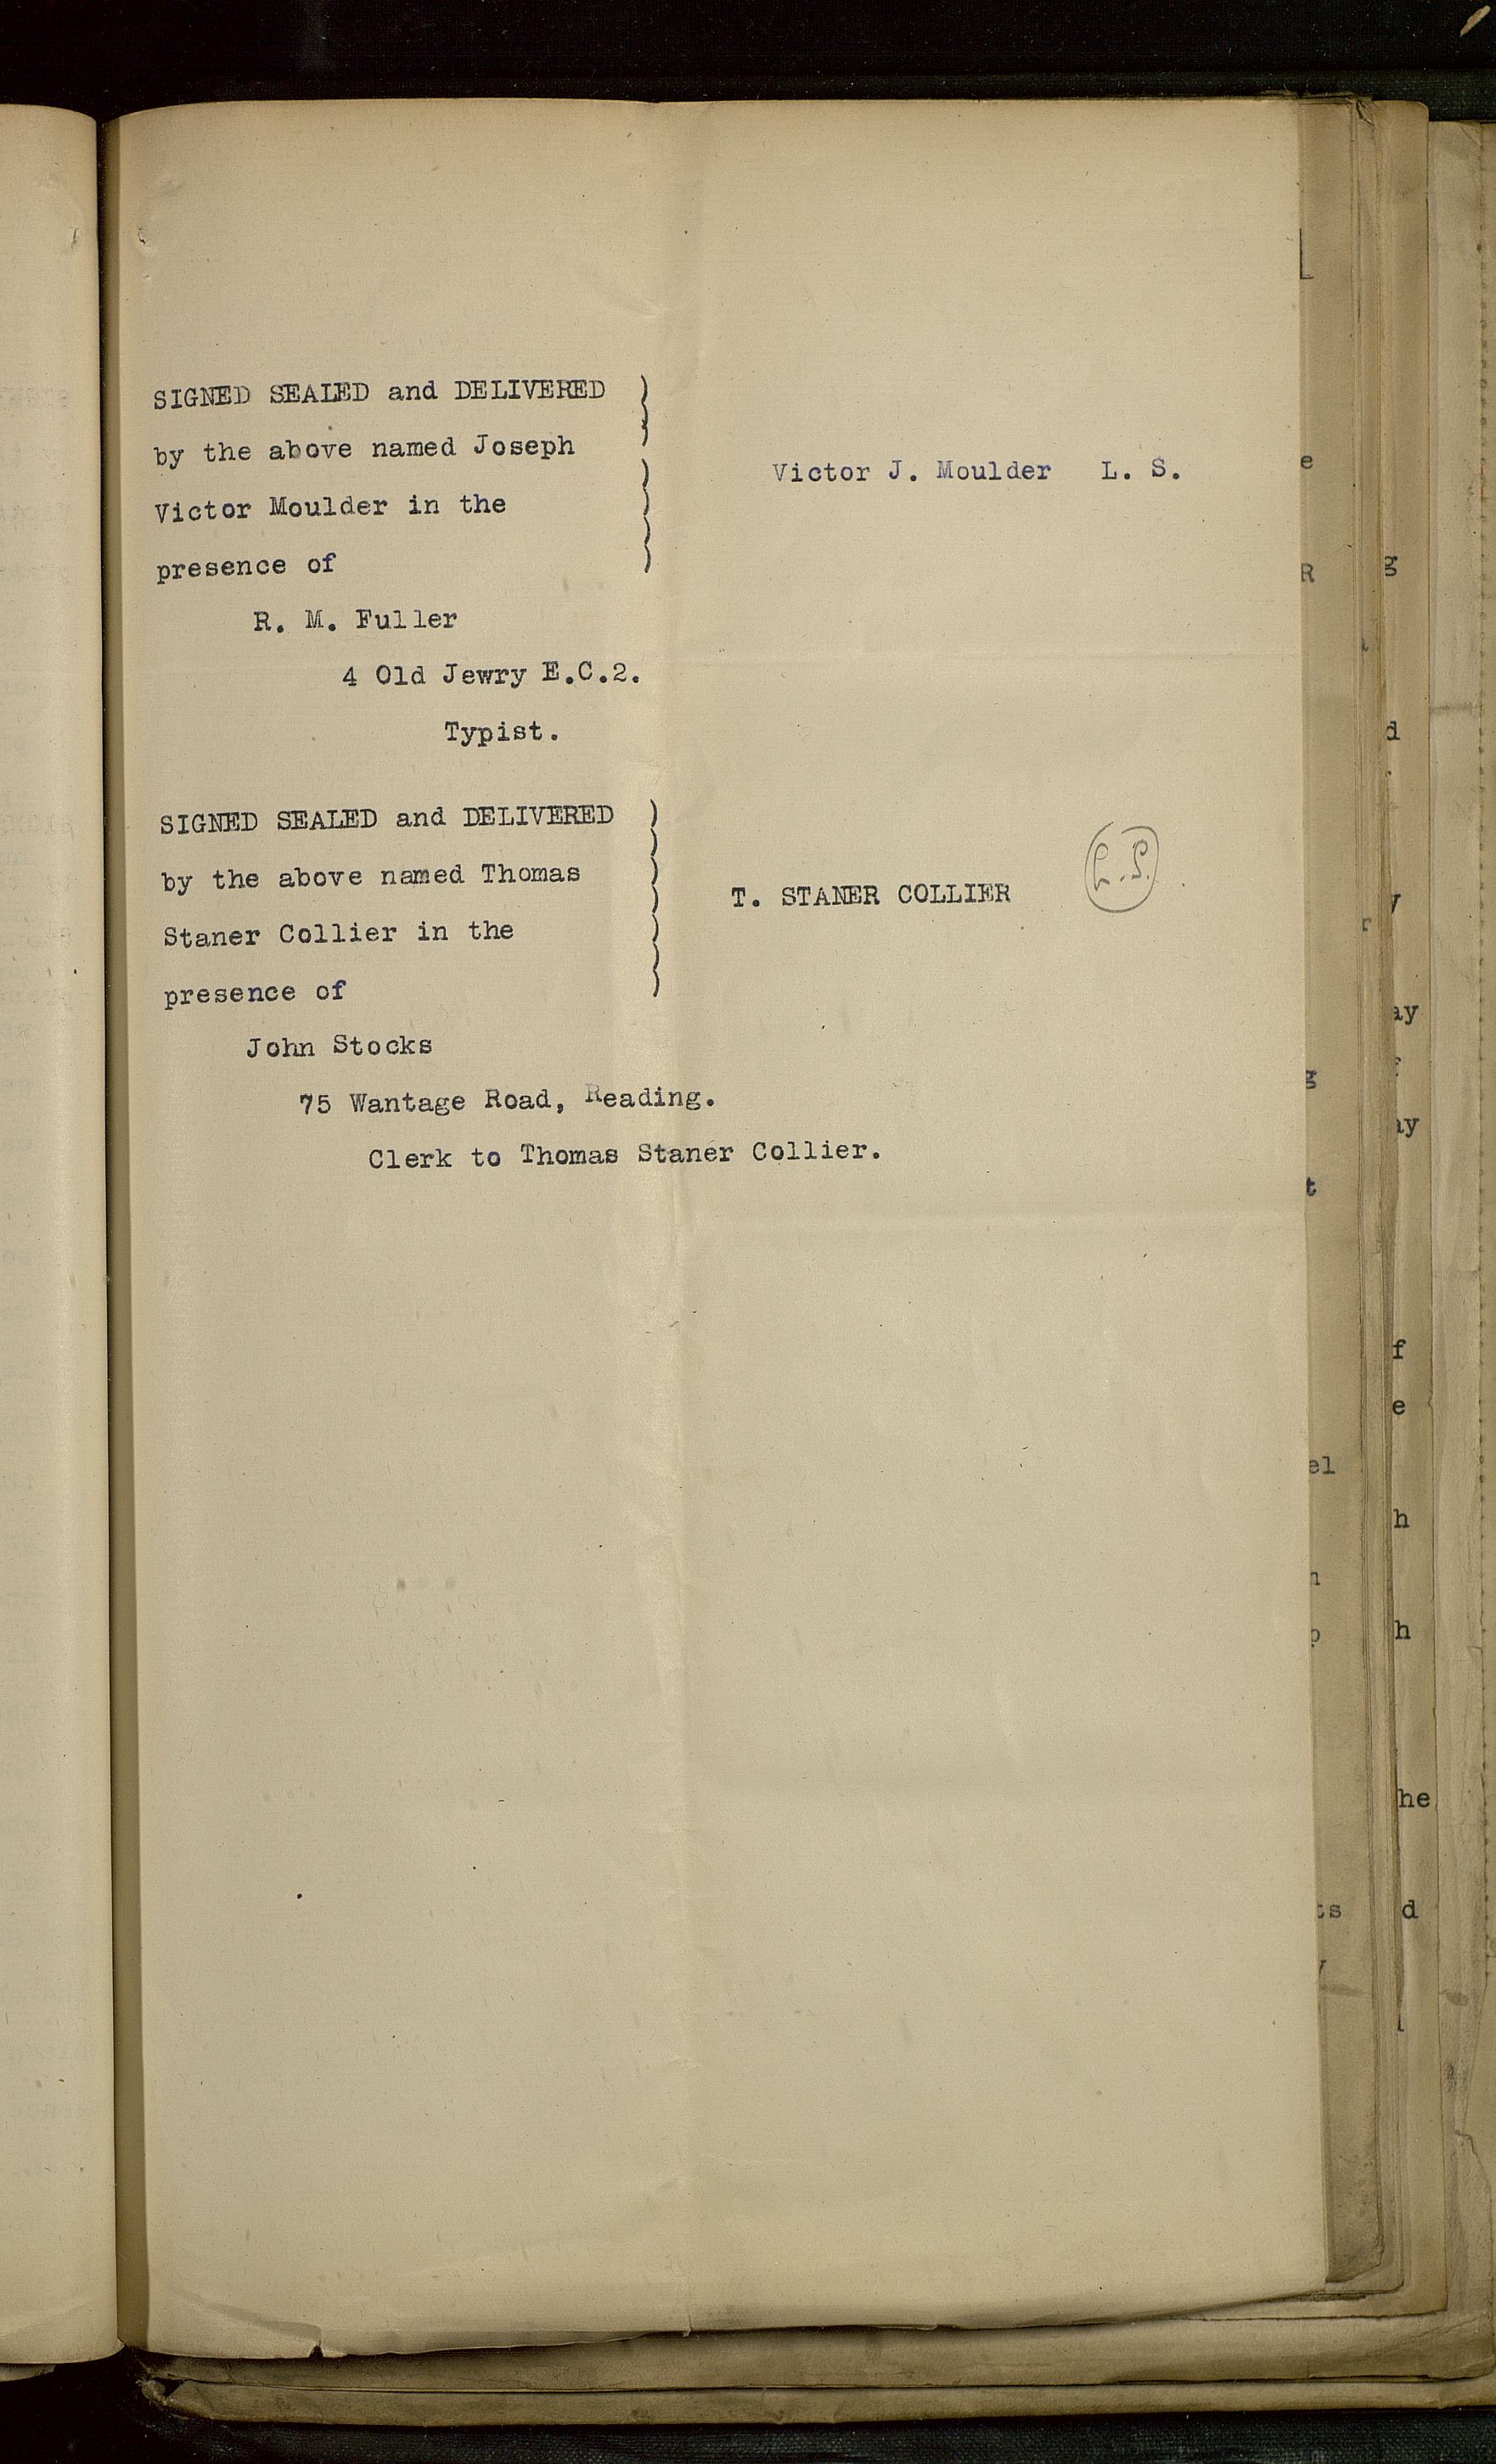 SIGNED SEALED and DELIVERED
by the above named Joseph
Victor Moulder in the
presence of
Victor J. Moulder L. S.
R. M. Fuller
4 Old Jewry E.C.2.
Typist.
SIGNED SEALED and DELIVERED
by the above named Thomas
Staner Collier in the
presence of
T. STANER COLLIER L.S.
John Stocks
75 Wantage Road, Reading.
Clerk to Thomas Staner Collier.